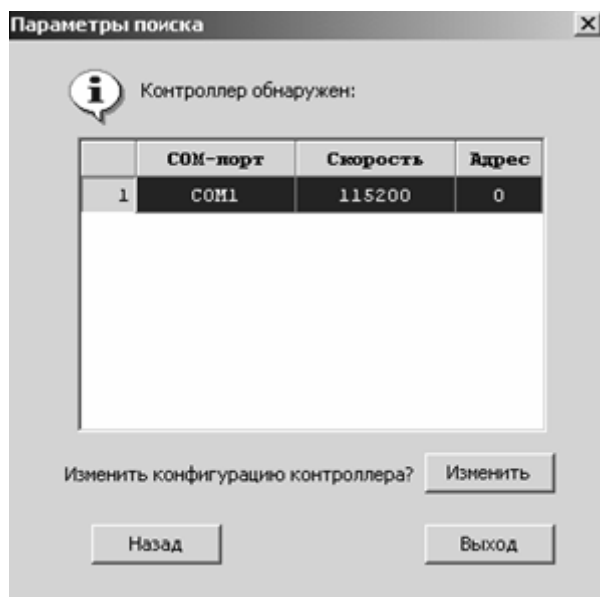 Параметры поиска
Контроллер обнаружен:
COM-порт Скорость Адрес
1 COM1 115200 0
Изменить конфигурацию контроллера? Изменить
Назад Выход